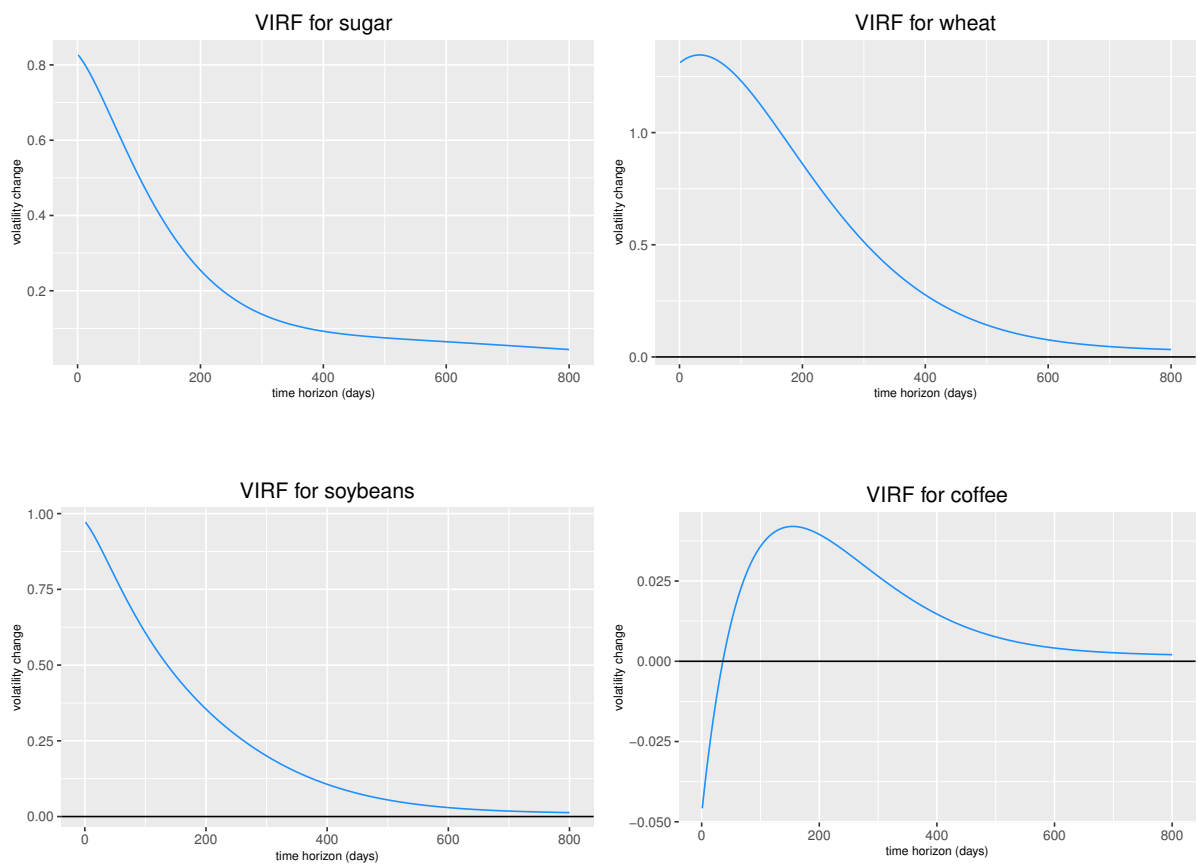 VIRF for sugar
volatility change
0.8
0.6
0.4
0.2
0 200 400 600 800
time horizon (days)
VIRF for wheat
volatility change
1.0
0.5
0.0
0 200 400 600 800
time horizon (days)
VIRF for soybeans
volatility change
1.00
0.75
0.50
0.25
0.00
0 200 400 600 800
time horizon (days)
VIRF for coffee
volatility change
0.025
0.000
−0.025
−0.050
0 200 400 600 800
time horizon (days)